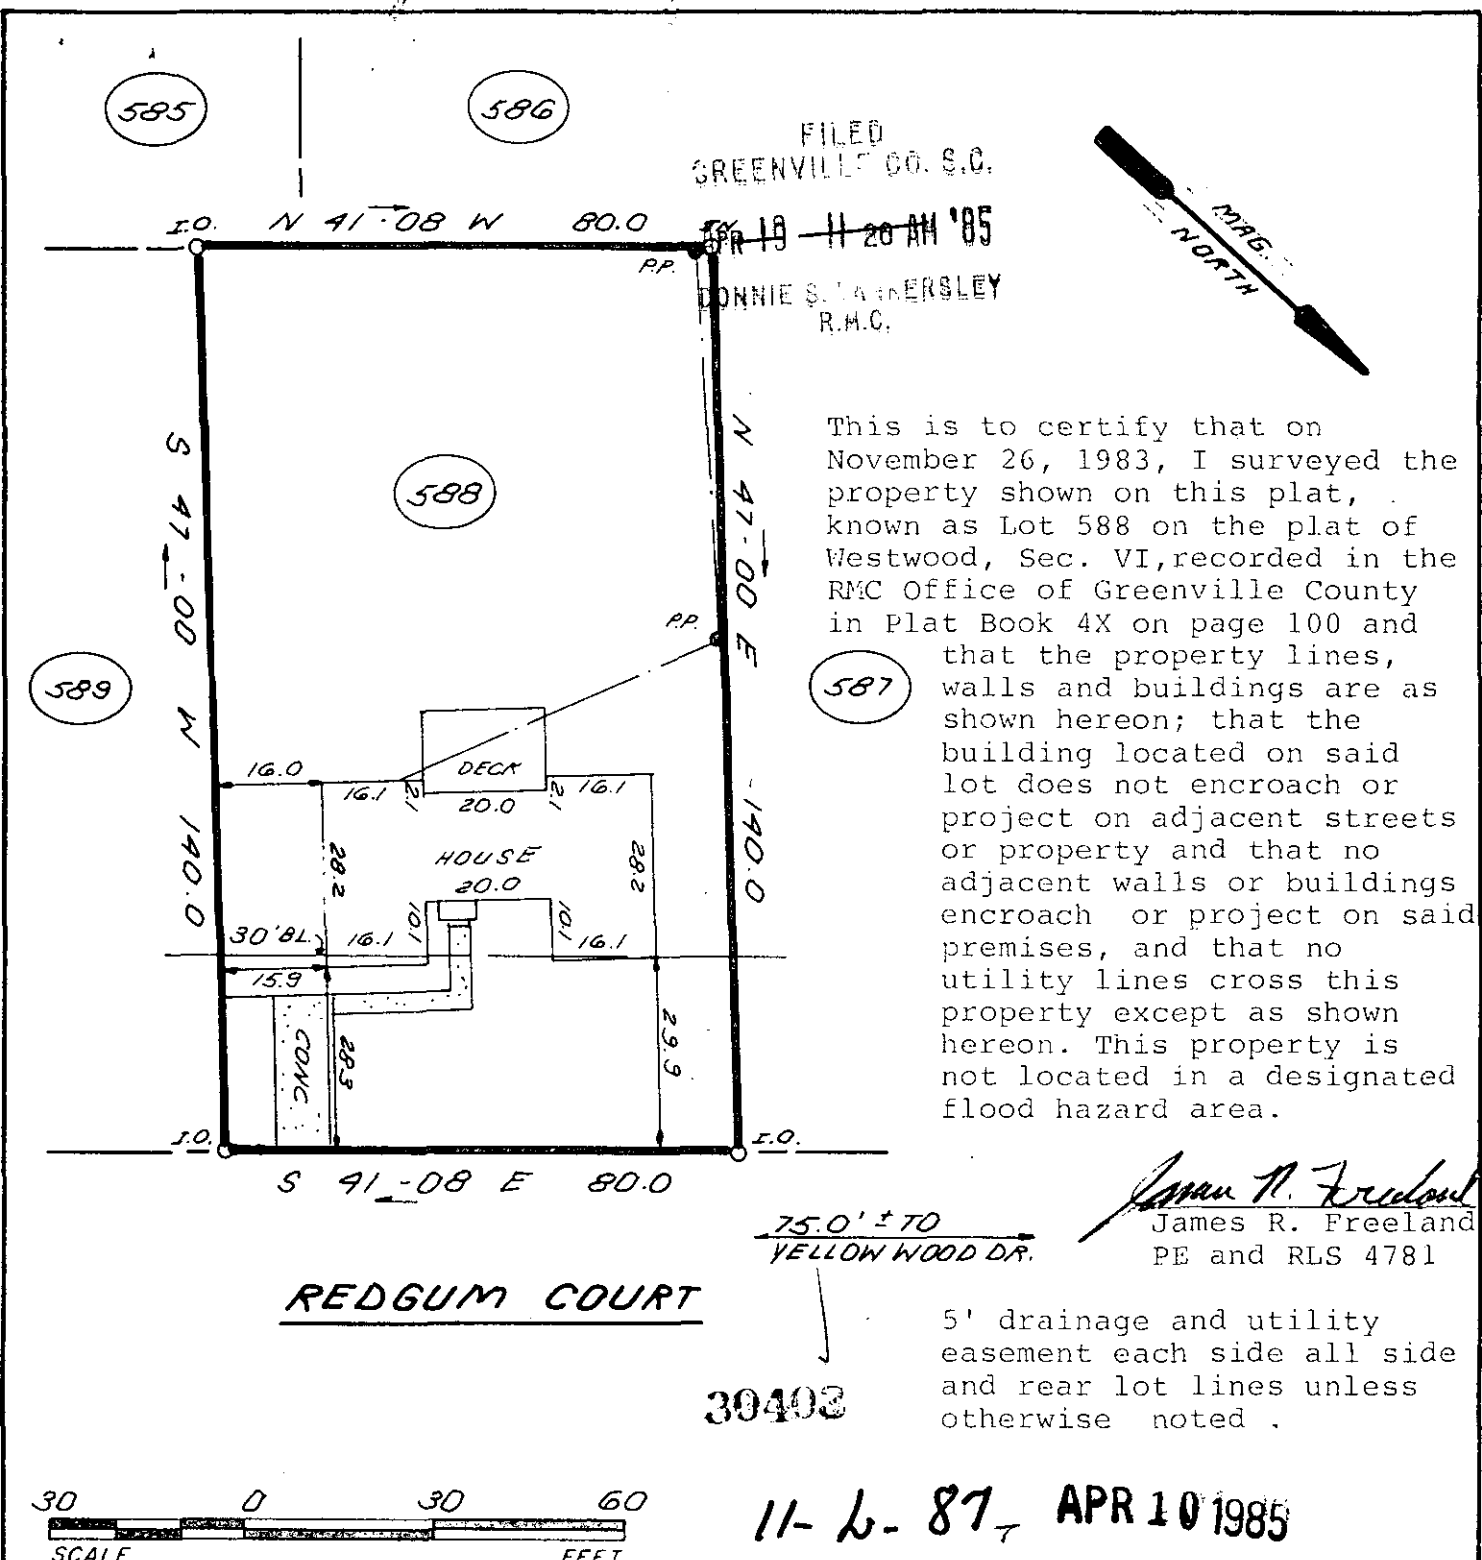 585
586
FILED
GREENVILLE CO. S.C.
APR 19 11 20 AM '85
DONNIE S. TANKERSLEY
R.M.C.
MAG.
NORTH
I.O. N 41-08 W 80.0
P.P.
S 47-00 W 140.0
N 47-00 E -140.0
588
589
587
P.P.
This is to certify that on
November 26, 1983, I surveyed the
property shown on this plat,
known as Lot 588 on the plat of
Westwood, Sec. VI,recorded in the
RMC Office of Greenville County
in Plat Book 4X on page 100 and
that the property lines,
walls and buildings are as
shown hereon; that the
building located on said
lot does not encroach or
project on adjacent streets
or property and that no
adjacent walls or buildings
encroach or project on said
premises, and that no
utility lines cross this
property except as shown
hereon. This property is
not located in a designated
flood hazard area.
16.0
16.1
2.1
DECK
20.0
2.1
16.1
28.2
HOUSE
20.0
28.2
30'BL.
16.1
10.1
10.1
16.1
15.9
CONC
28.3
29.9
I.O.
I.O.
S 41-08 E 80.0
75.0' ± TO
YELLOW WOOD DR.
James R. Freeland
James R. Freeland
PE and RLS 4781
REDGUM COURT
5' drainage and utility
easement each side all side
and rear lot lines unless
otherwise noted .
30403
30 0 30 60
SCALE FEET
11-L-87, APR 10 1985